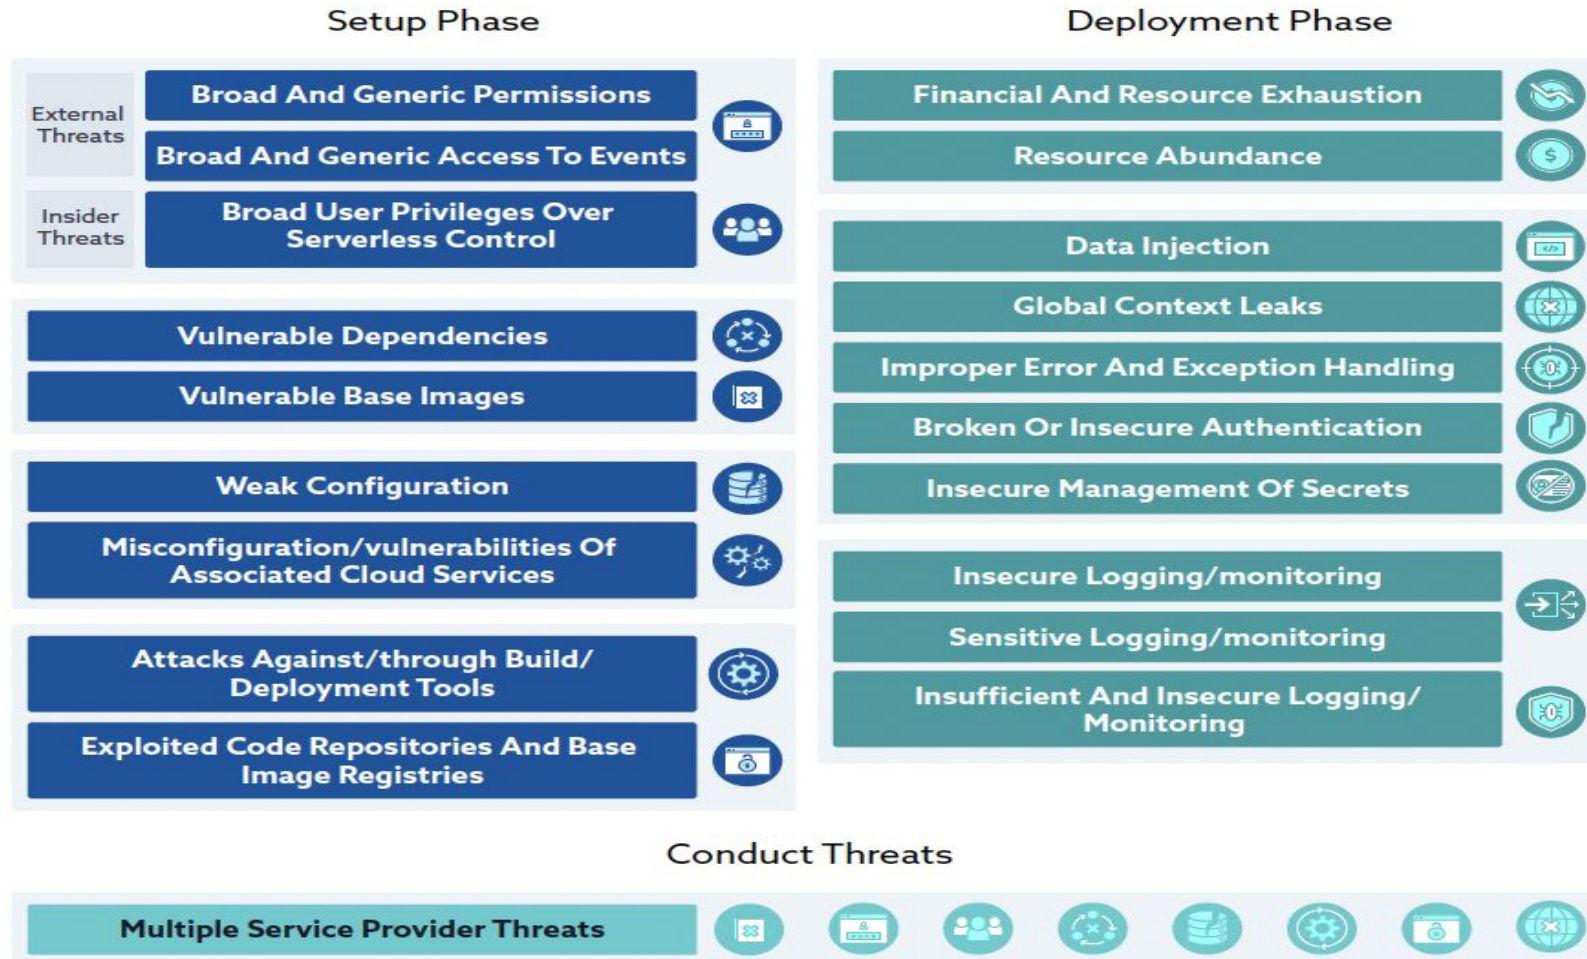 Setup Phase
External
Threats
Broad And Generic Permissions
Broad And Generic Access To Events
Insider
Threats
Broad User Privileges Over
Serverless Control
Vulnerable Dependencies
Vulnerable Base Images
Weak Configuration
Misconfiguration/vulnerabilities Of
Associated Cloud Services
Attacks Against/through Build/
Deployment Tools
Exploited Code Repositories And Base
Image Registries
Deployment Phase
Financial And Resource Exhaustion
Resource Abundance
$
Data Injection
</>
Global Context Leaks
Improper Error And Exception Handling
Broken Or Insecure Authentication
Insecure Management Of Secrets
Insecure Logging/monitoring
Sensitive Logging/monitoring
Insufficient And Insecure Logging/
Monitoring
Conduct Threats
Multiple Service Provider Threats